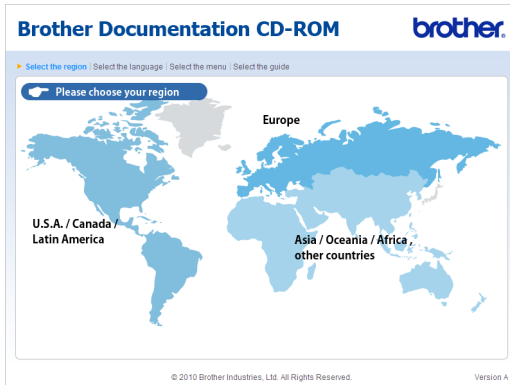 Brother Documentation CD-ROM
brother.
Select the region | Select the language | Select the menu | Select the guide
Please choose your region
Europe
U.S.A. / Canada /
Latin America
Asia / Oceania / Africa ,
other countries
© 2010 Brother Industries, Ltd. All Rights Reserved.
Version A